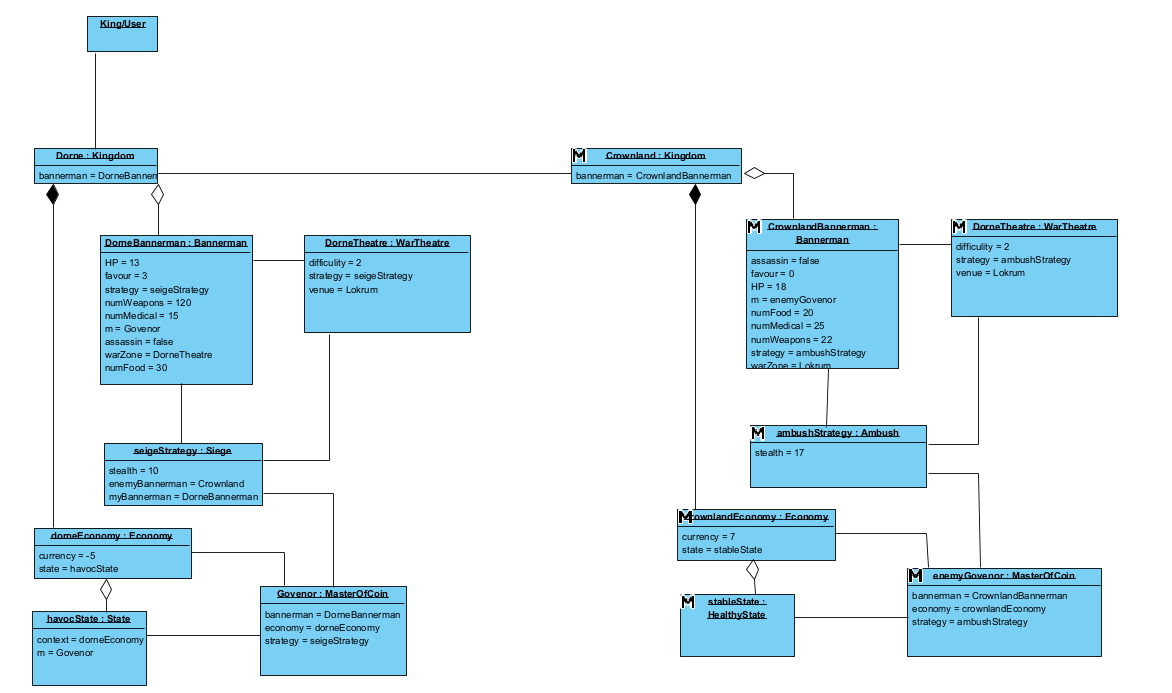 King/User
Dorne : Kingdom
bannerman = DorneBanner
M
Crownland : Kingdom
bannerman = CrownlandBannerman
DorneBannerman : Bannerman
HP = 13
favour = 3
strategy = seigeStrategy
numWeapons = 120
numMedical = 15
m = Govenor
assassin = false
warZone = DorneTheatre
numFood = 30
DorneTheatre : WarTheatre
difficulity = 2
strategy = seigeStrategy
venue = Lokrum
M
CrownlandBannerman :
Bannerman
assassin = false
favour = 0
HP = 18
m = enemyGovenor
numFood = 20
numMedical = 25
numWeapons = 22
strategy = ambushStrategy
warZone = Lokrum
M
DorneTheatre : WarTheatre
difficulity = 2
strategy = ambushStrategy
venue = Lokrum
seigeStrategy : Siege
stealth = 10
enemyBannerman = Crownland
myBannerman = DorneBannerman
M
ambushStrategy : Ambush
stealth = 17
dorneEconomy : Economy
currency = -5
state = havocState
M
crownlandEconomy : Economy
currency = 7
state = stableState
havocState : State
context = dorneEconomy
m = Govenor
Govenor : MasterOfCoin
bannerman = DorneBannerman
economy = dorneEconomy
strategy = seigeStrategy
M
stableState :
HealthyState
M
enemyGovenor : MasterOfCoin
bannerman = CrownlandBannerman
economy = crownlandEconomy
strategy = ambushStrategy